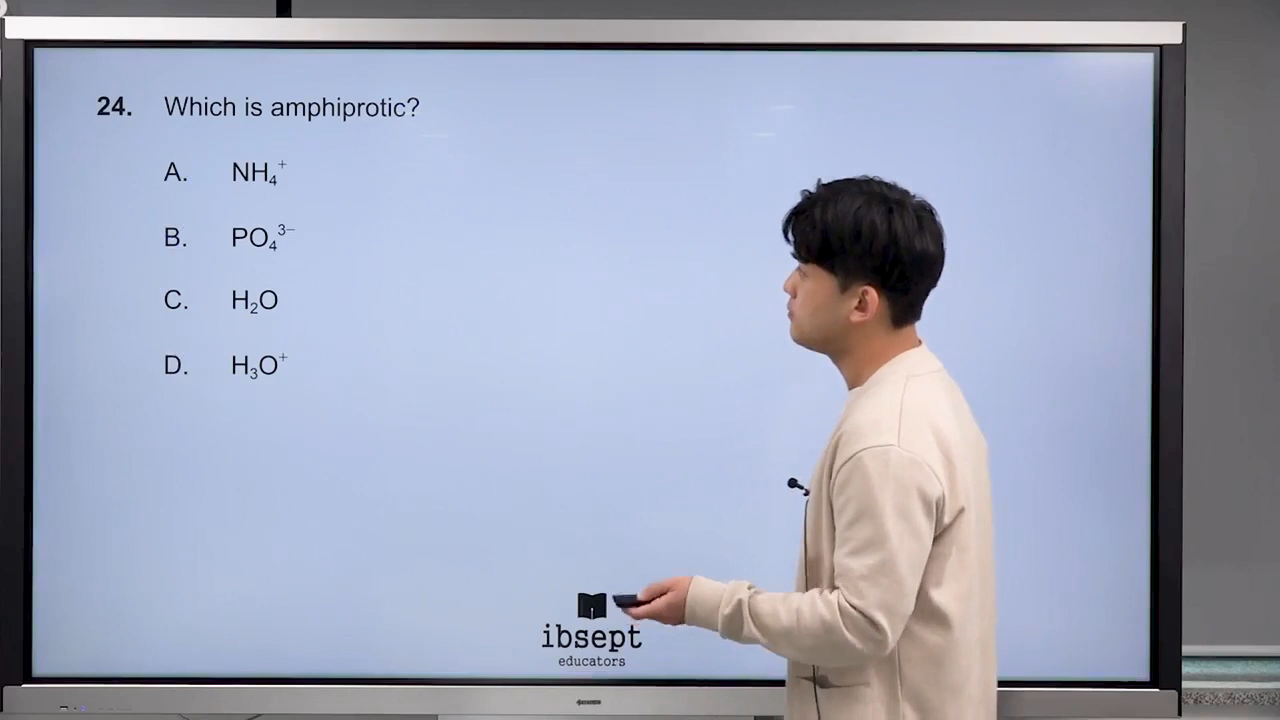 24. Which is amphiprotic?
A. NH₄⁺
B. PO₄³⁻
C. H₂O
D. H₃O⁺
ibsept
educators